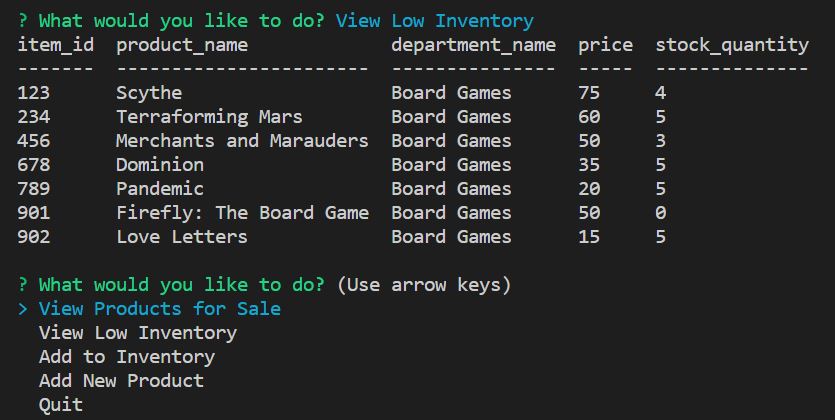 ? What would you like to do? View Low Inventory
item_id  product_name             department_name  price  stock_quantity
-------  -----------------------  ---------------  -----  --------------
123      Scythe                   Board Games      75     4
234      Terraforming Mars        Board Games      60     5
456      Merchants and Marauders  Board Games      50     3
678      Dominion                 Board Games      35     5
789      Pandemic                 Board Games      20     5
901      Firefly: The Board Game  Board Games      50     0
902      Love Letters             Board Games      15     5
? What would you like to do? (Use arrow keys)
> View Products for Sale
  View Low Inventory
  Add to Inventory
  Add New Product
  Quit